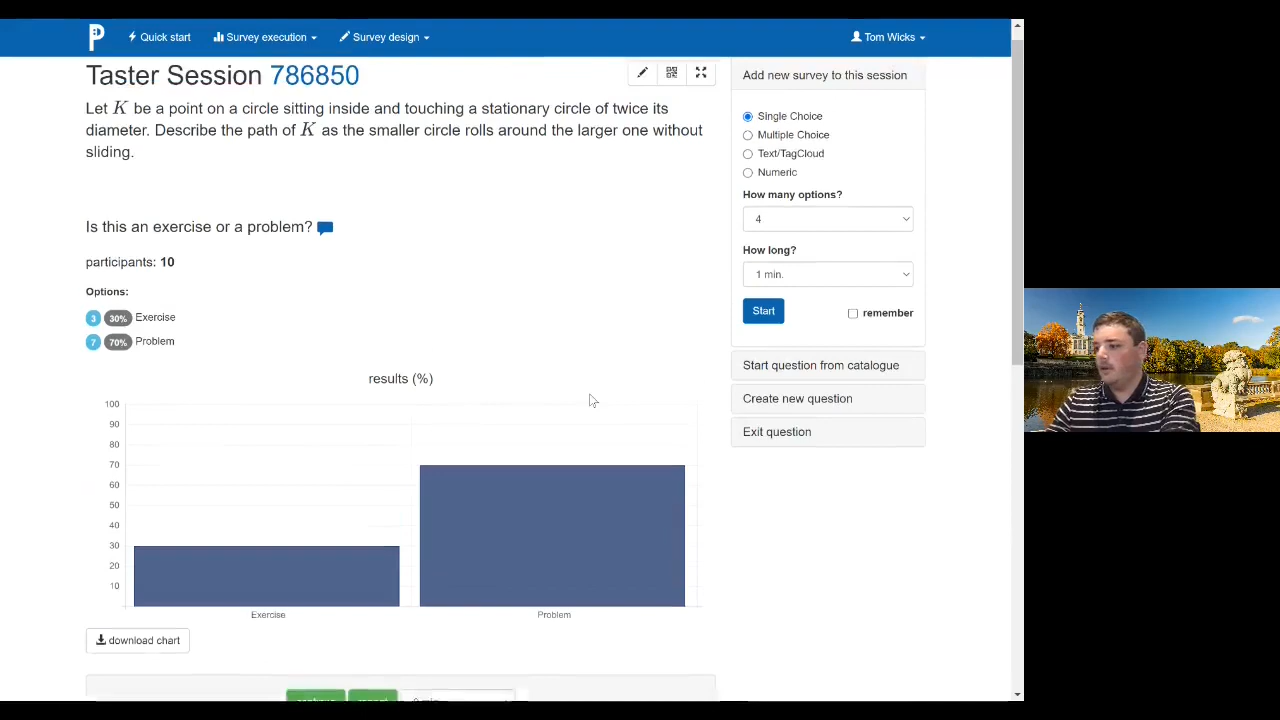 P Quick start Survey execution Survey design Tom Wicks
Taster Session 786850
Let K be a point on a circle sitting inside and touching a stationary circle of twice its
diameter. Describe the path of K as the smaller circle rolls around the larger one without
sliding.
Is this an exercise or a problem?
participants: 10
Options:
3 30% Exercise
7 70% Problem
results (%)
100
90
80
70
60
50
40
30
20
10
Exercise Problem
download chart
Add new survey to this session
Single Choice
Multiple Choice
Text/TagCloud
Numeric
How many options?
4
How long?
1 min.
Start remember
Start question from catalogue
Create new question
Exit question